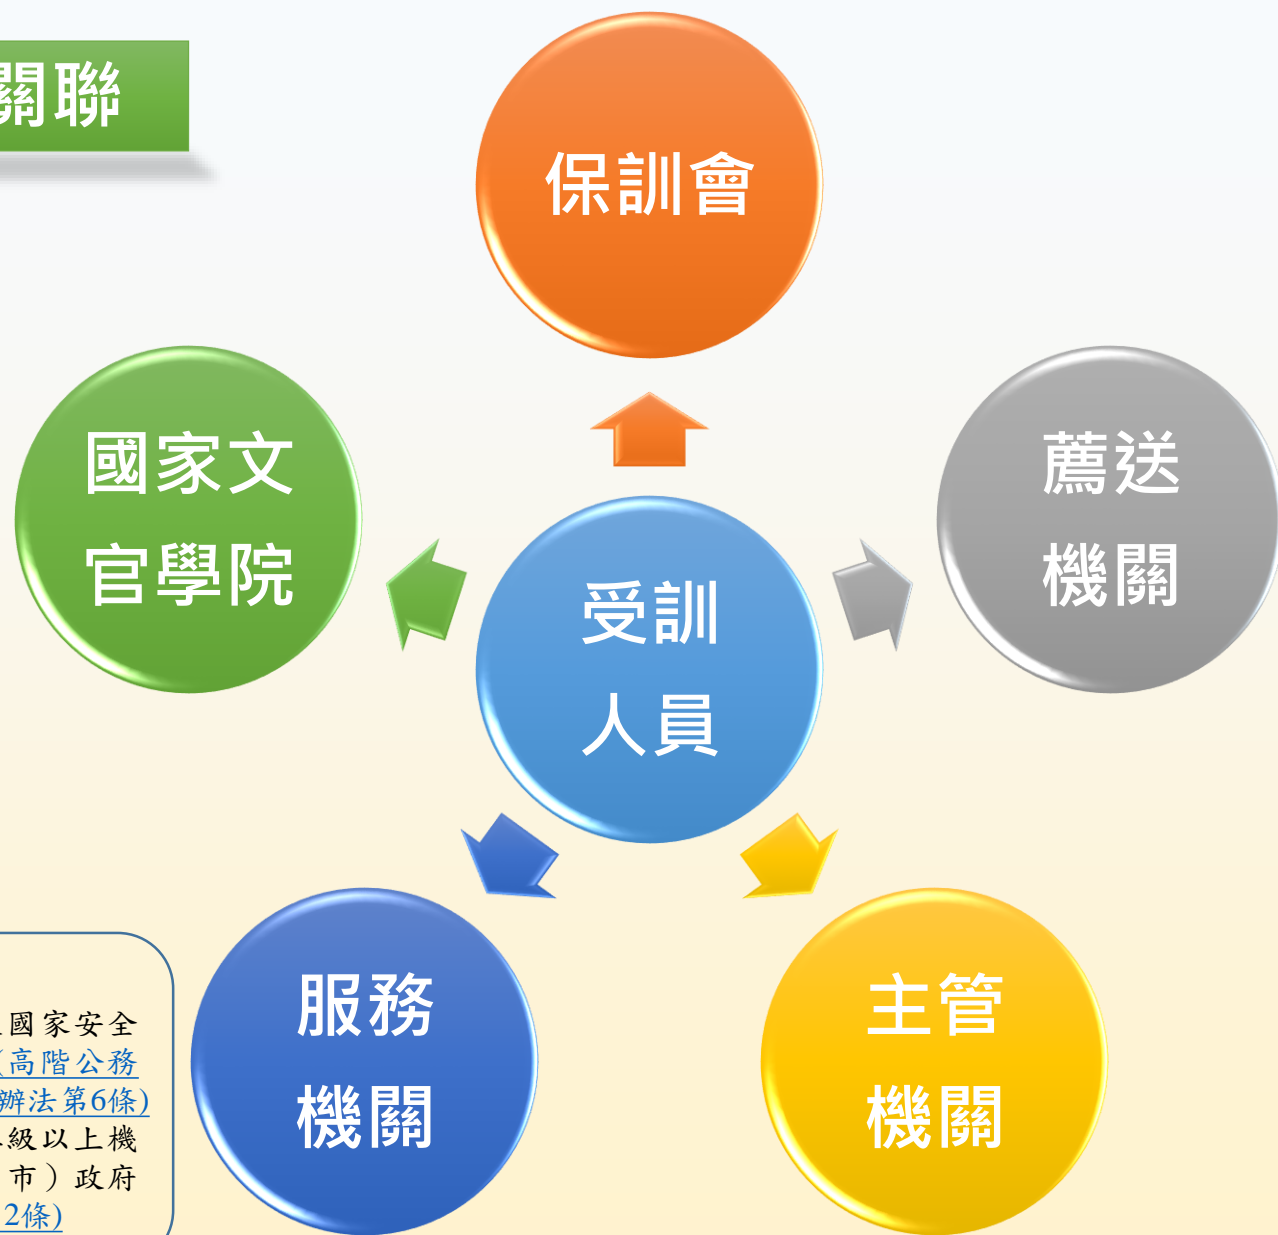 關聯
保訓會
國家文
官學院
薦送
機關
受訓
人員
服務
機關
主管
機關
國家安全
(高階公務
辦法第6條)
級以上機
市）政府
2條)